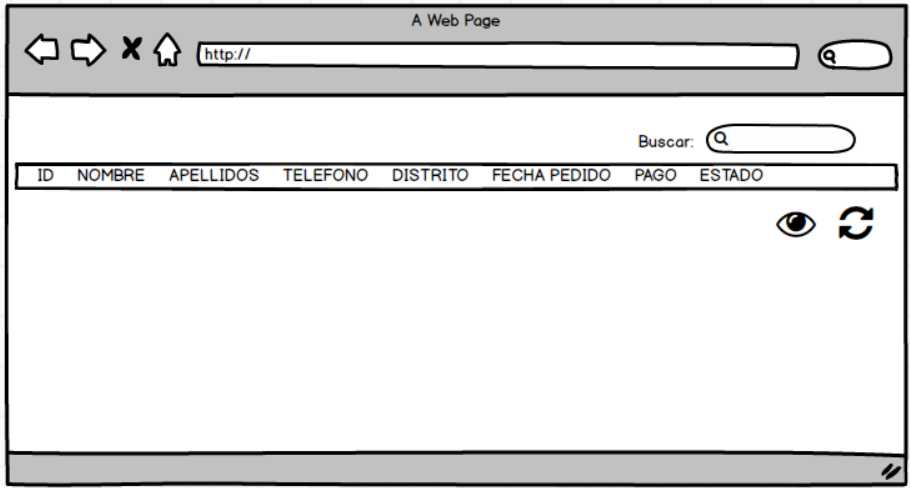 A Web Page
http://
Buscar:
ID NOMBRE APELLIDOS TELEFONO DISTRITO FECHA PEDIDO PAGO ESTADO